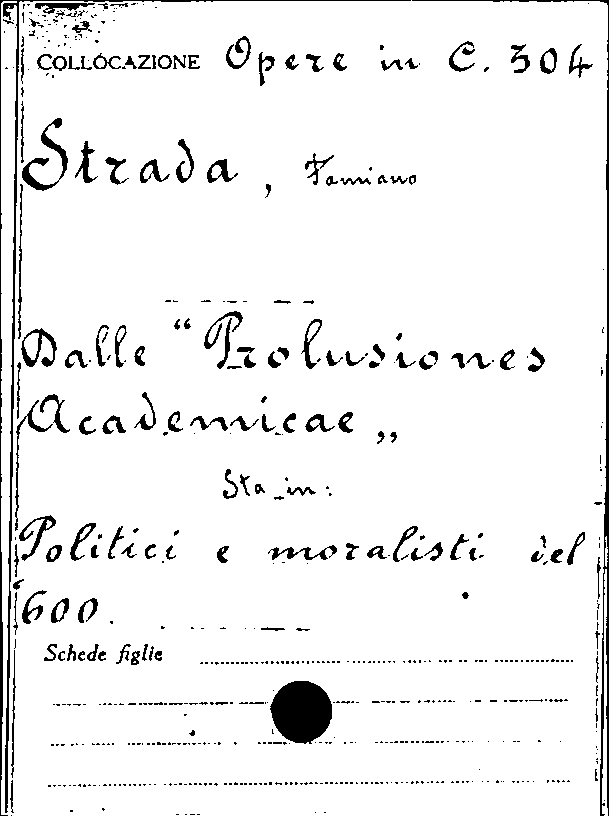 COLLOCAZIONE Opere in C. 304
Strada, Famiano
Dalle “Prolusiones
Academicae„
Sta in:
Politici e moralisti del
'600.
Schede figlie